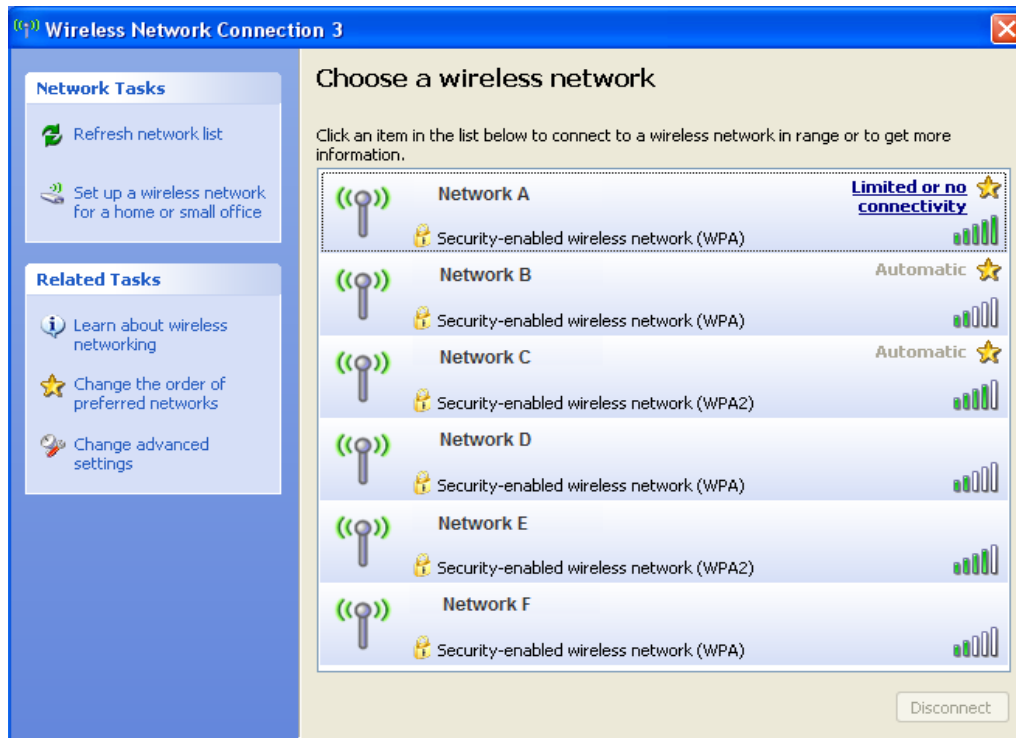 Wireless Network Connection 3
Network Tasks
Refresh network list
Set up a wireless network
for a home or small office
Related Tasks
Learn about wireless
networking
Change the order of
preferred networks
Change advanced
settings
Choose a wireless network
Click an item in the list below to connect to a wireless network in range or to get more
information.
Network A
Limited or no
connectivity
Security-enabled wireless network (WPA)
Network B
Automatic
Security-enabled wireless network (WPA)
Network C
Automatic
Security-enabled wireless network (WPA2)
Network D
Security-enabled wireless network (WPA)
Network E
Security-enabled wireless network (WPA2)
Network F
Security-enabled wireless network (WPA)
Disconnect